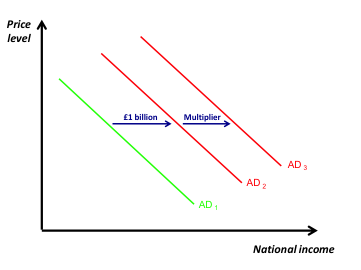 Price
level
£1 billion
Multiplier
AD 3
AD 2
AD 1
National income